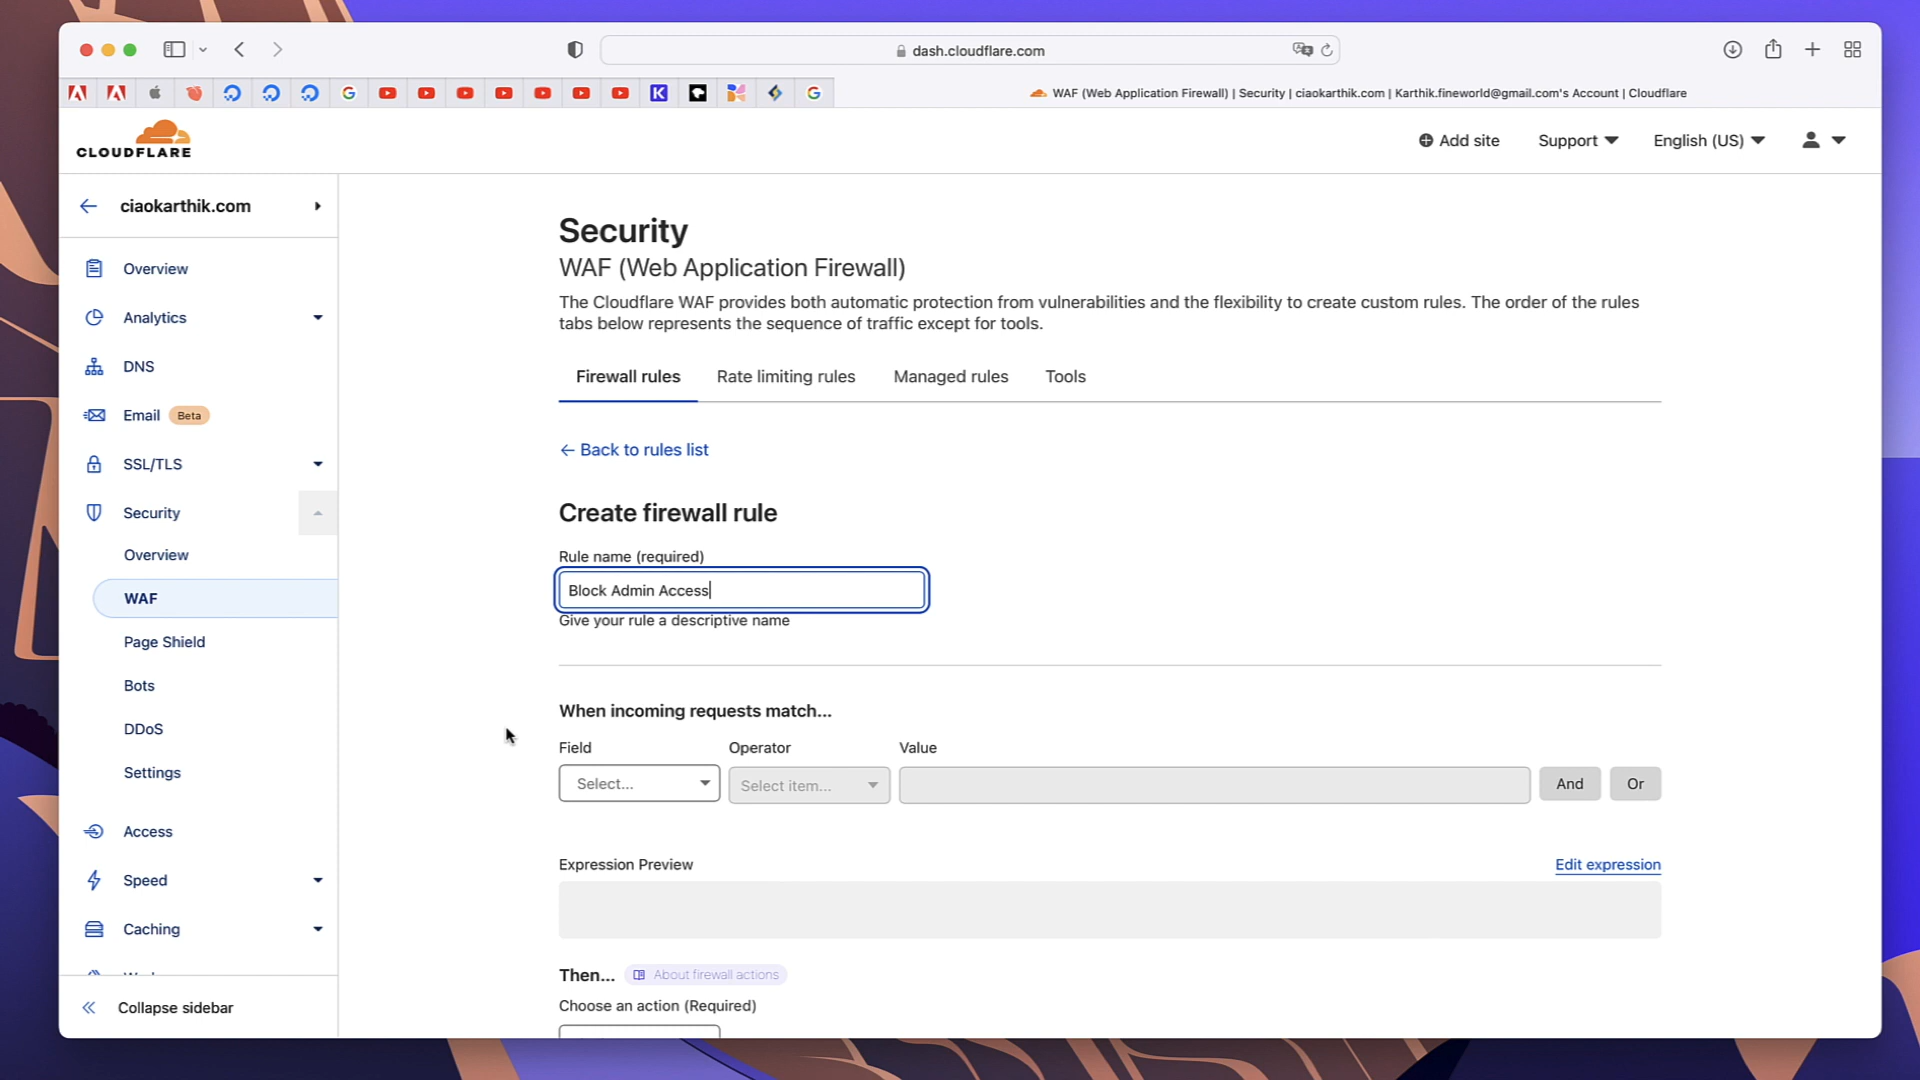 dash.cloudflare.com
WAF (Web Application Firewall) | Security | ciaokarthik.com | Karthik.fineworld@gmail.com's Account | Cloudflare
CLOUDFLARE
Add site
Support
English (US)
ciaokarthik.com
Overview
Analytics
DNS
Email Beta
SSL/TLS
Security
Overview
WAF
Page Shield
Bots
DDoS
Settings
Access
Speed
Caching
Collapse sidebar
Security
WAF (Web Application Firewall)
The Cloudflare WAF provides both automatic protection from vulnerabilities and the flexibility to create custom rules. The order of the rules
tabs below represents the sequence of traffic except for tools.
Firewall rules Rate limiting rules Managed rules Tools
← Back to rules list
Create firewall rule
Rule name (required)
Block Admin Access
Give your rule a descriptive name
When incoming requests match...
Field Operator Value
Select... Select item... And Or
Expression Preview Edit expression
Then... About firewall actions
Choose an action (Required)